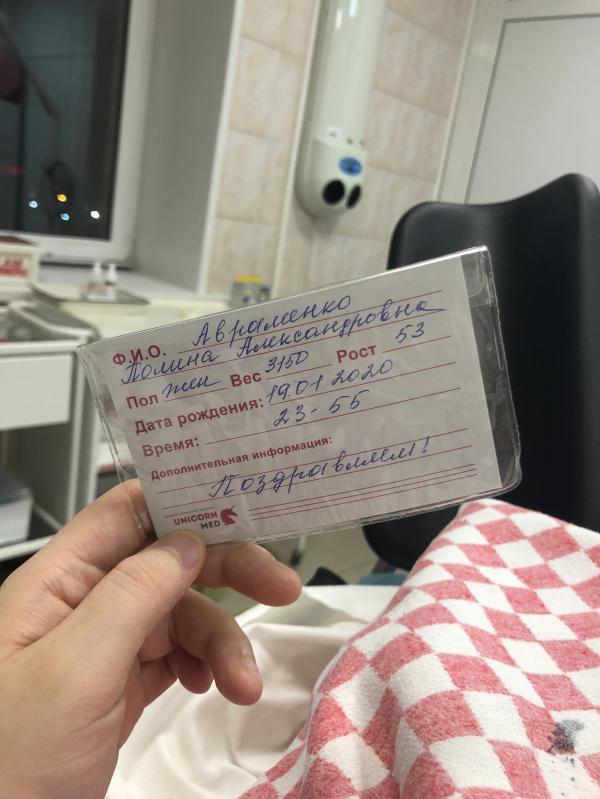 Ф.И.О. Авраменко
Полина Александровна
Пол жен Вес 3150 Рост 53
Дата рождения: 19.01 2020
Время: 23-55
Дополнительная информация:
Поздравляем!
UNICORN
MED